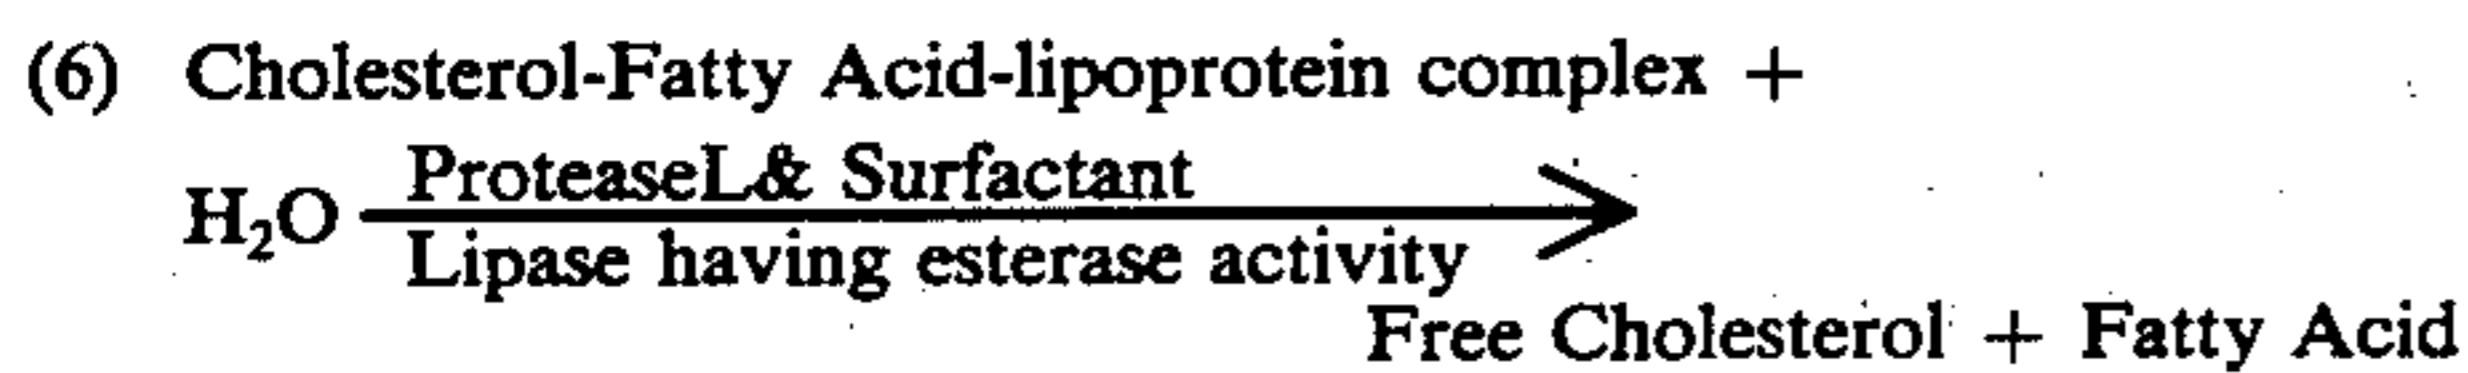 (6) Cholesterol-Fatty Acid-lipoprotein complex +
ProteaseL& Surfactant
H₂O
Lipase having esterase activity
Free Cholesterol + Fatty Acid